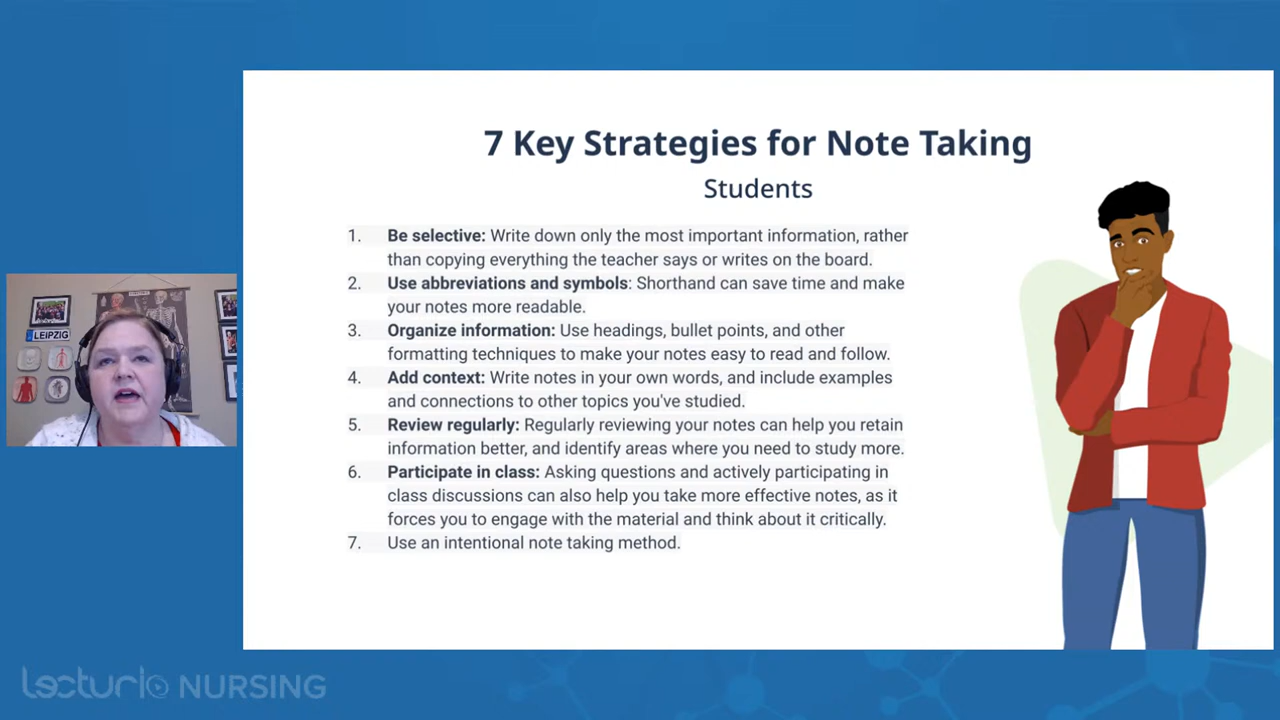 7 Key Strategies for Note Taking
Students
1. Be selective: Write down only the most important information, rather
than copying everything the teacher says or writes on the board.
2. Use abbreviations and symbols: Shorthand can save time and make
your notes more readable.
3. Organize information: Use headings, bullet points, and other
formatting techniques to make your notes easy to read and follow.
4. Add context: Write notes in your own words, and include examples
and connections to other topics you've studied.
5. Review regularly: Regularly reviewing your notes can help you retain
information better, and identify areas where you need to study more.
6. Participate in class: Asking questions and actively participating in
class discussions can also help you take more effective notes, as it
forces you to engage with the material and think about it critically.
7. Use an intentional note taking method.
LEIPZIG
lecturio NURSING